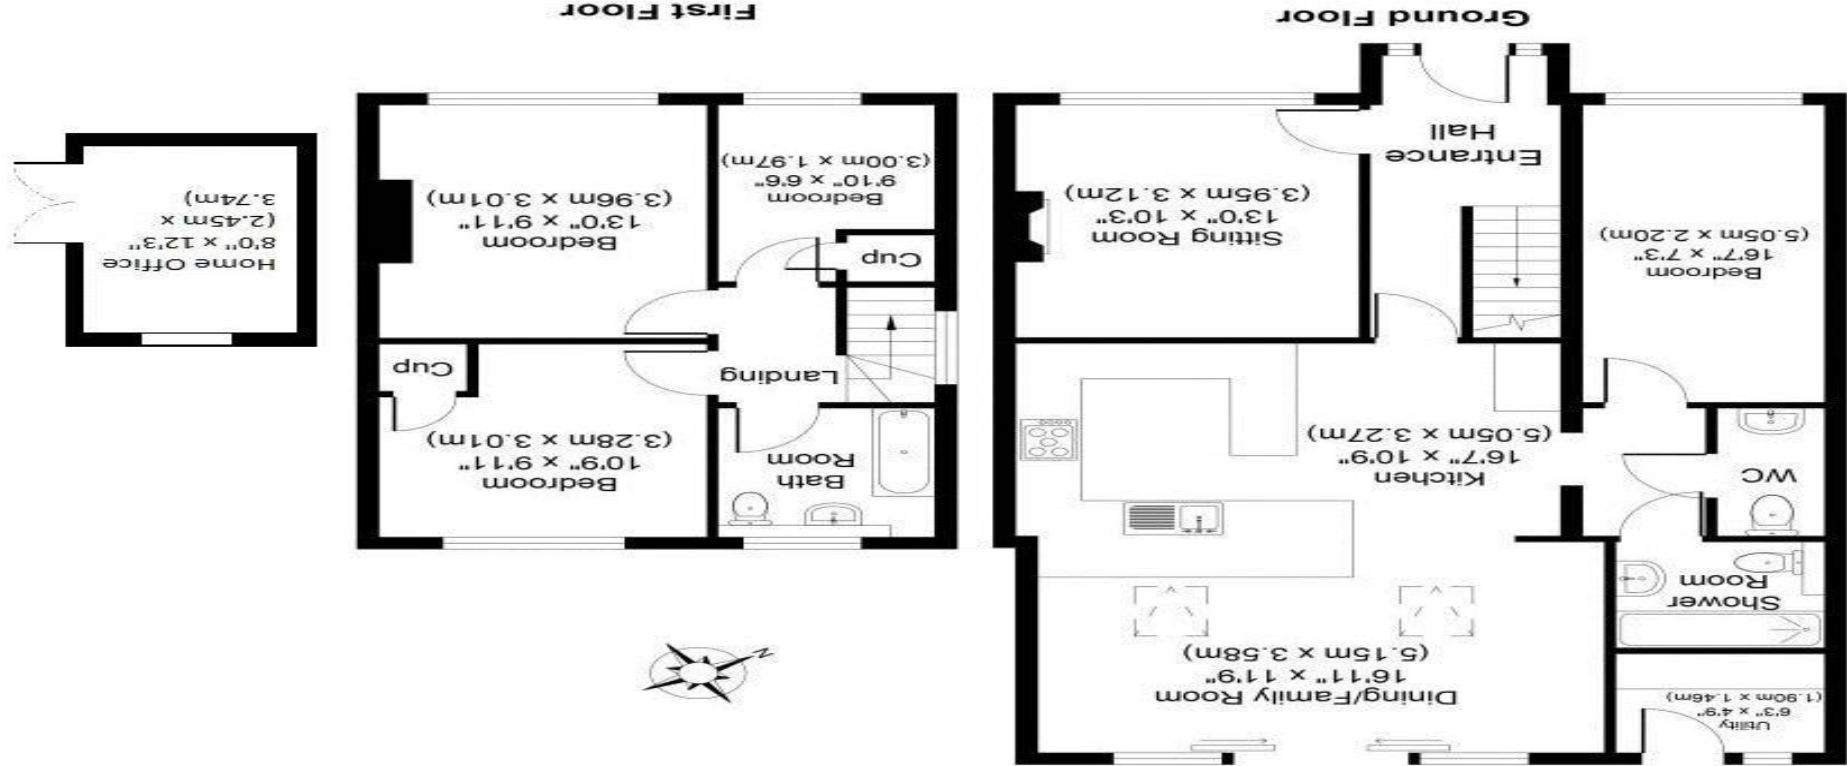 Utility
6'3" x 4'9"
(1.90m x 1.46m)
Dining/Family Room
16'11" x 11'9"
(5.15m x 3.58m)
Shower
Room
WC
Kitchen
16'7" x 10'9"
(5.05m x 3.27m)
Bedroom
16'7" x 7'3"
(5.05m x 2.20m)
Sitting Room
13'0" x 10'3"
(3.95m x 3.12m)
Entrance
Hall
Ground Floor
N
Bath
Room
Bedroom
10'9" x 9'11"
(3.28m x 3.01m)
Cup
Landing
Cup
Bedroom
13'0" x 9'11"
(3.96m x 3.01m)
Bedroom
9'10" x 6'6"
(3.00m x 1.97m)
First Floor
Home Office
8'0" x 12'3"
(2.45m x
3.74m)